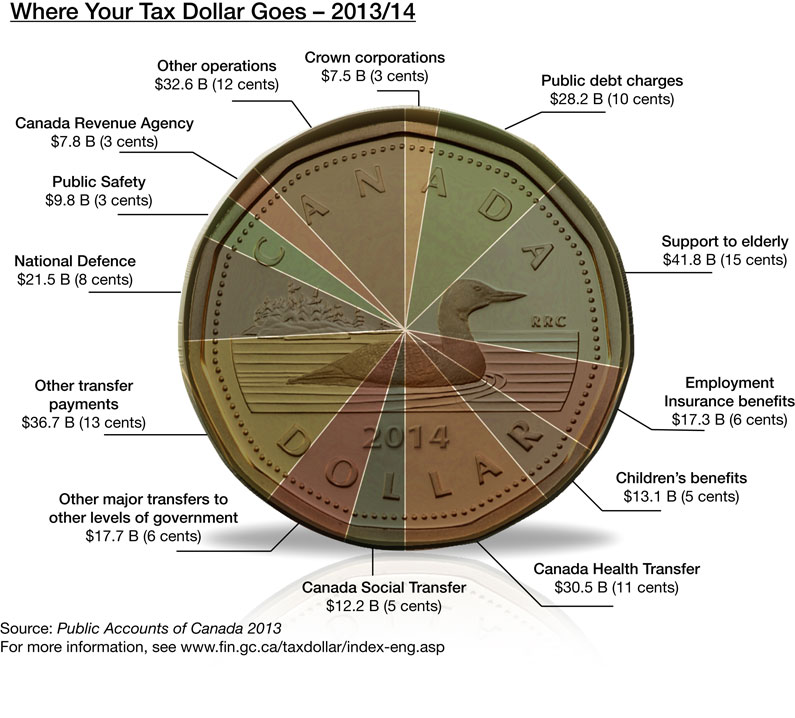 Where Your Tax Dollar Goes – 2013/14
Crown corporations
$7.5 B (3 cents)
Other operations
$32.6 B (12 cents)
Public debt charges
$28.2 B (10 cents)
Canada Revenue Agency
$7.8 B (3 cents)
Public Safety
$9.8 B (3 cents)
National Defence
$21.5 B (8 cents)
Support to elderly
$41.8 B (15 cents)
Other transfer
payments
$36.7 B (13 cents)
Employment
Insurance benefits
$17.3 B (6 cents)
Children's benefits
$13.1 B (5 cents)
Other major transfers to
other levels of government
$17.7 B (6 cents)
Canada Health Transfer
$30.5 B (11 cents)
Canada Social Transfer
$12.2 B (5 cents)
CANADA
RRC
2014
DOLLAR
Source: Public Accounts of Canada 2013
For more information, see www.fin.gc.ca/taxdollar/index-eng.asp